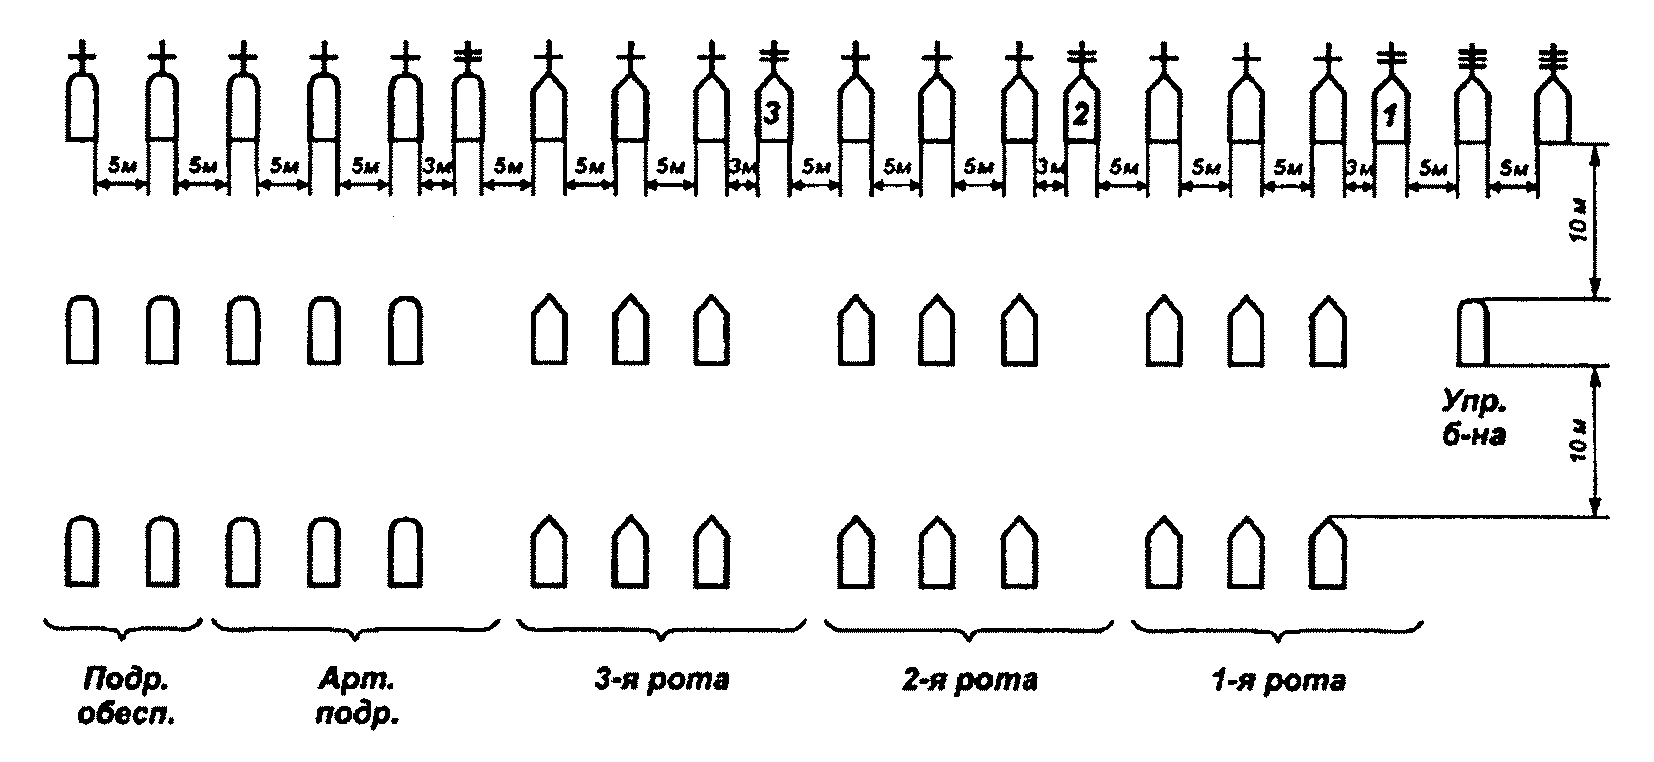 3 2 1
5м 5м 5м 5м 3м 5м 5м 5м 3м 5м 5м 5м 3м 5м 5м 5м 3м 5м 5м
10 м
Упр.
б-на
10 м
Подр.
обесп.
Арт.
подр.
3-я рота
2-я рота
1-я рота